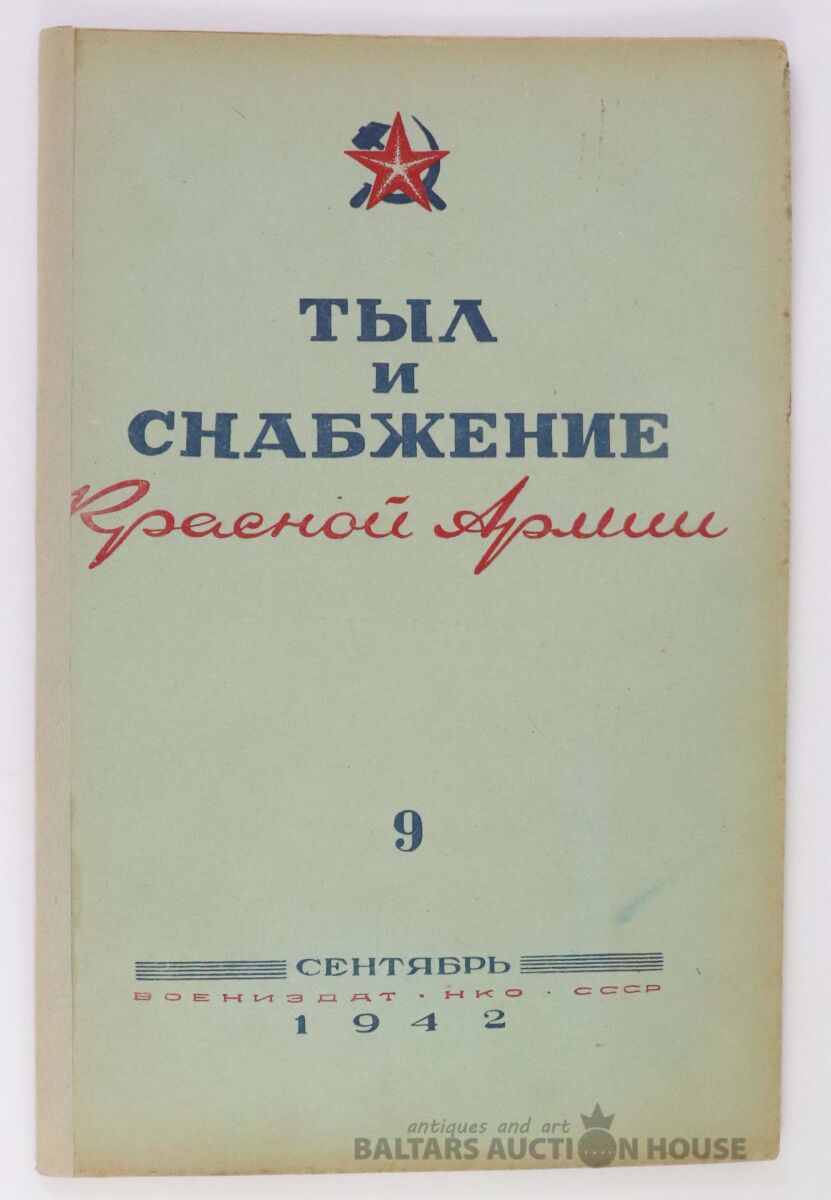 ТЫЛ
И
СНАБЖЕНИЕ
Красной Армии
9
СЕНТЯБРЬ
ВОЕНИЗДАТ · НКО · СССР
1942
antiques and art
BALTARS AUCTION HOUSE